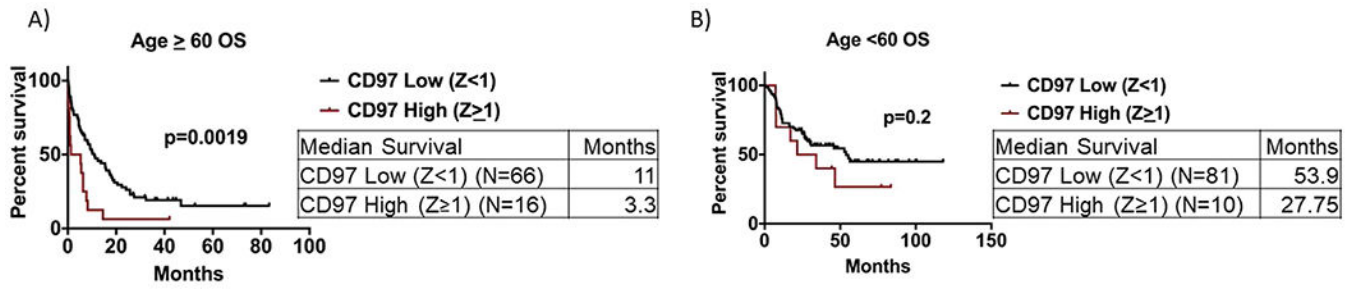 A)
Age ≥ 60 OS
Percent survival
100
50
0
0 20 40 60 80 100
Months
p=0.0019
CD97 Low (Z<1)
CD97 High (Z≥1)
Median Survival Months
CD97 Low (Z<1) (N=66) 11
CD97 High (Z≥1) (N=16) 3.3
B)
Age <60 OS
Percent survival
100
50
0
0 50 100 150
Months
p=0.2
CD97 Low (Z<1)
CD97 High (Z≥1)
Median Survival Months
CD97 Low (Z<1) (N=81) 53.9
CD97 High (Z≥1) (N=10) 27.75